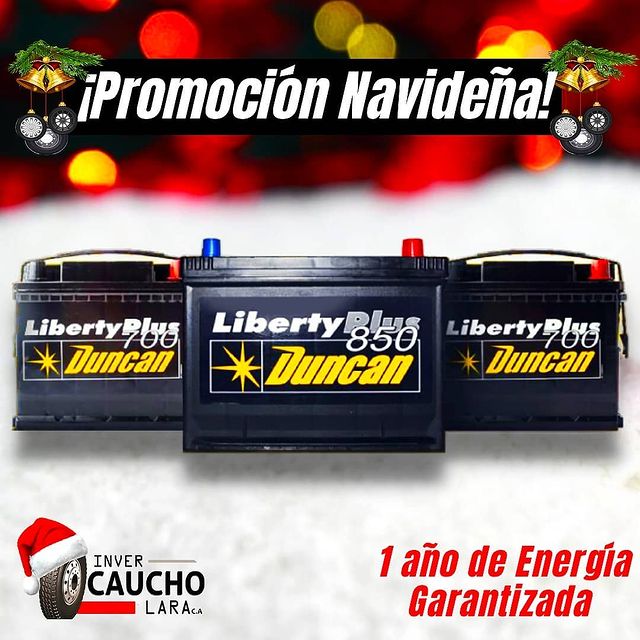 ¡Promoción Navideña!
LibertyPlus
700
Duncan
LibertyPlus
850
Duncan
LibertyPlus
700
Duncan
INVER
CAUCHO
LARA C.A
1 año de Energía
Garantizada